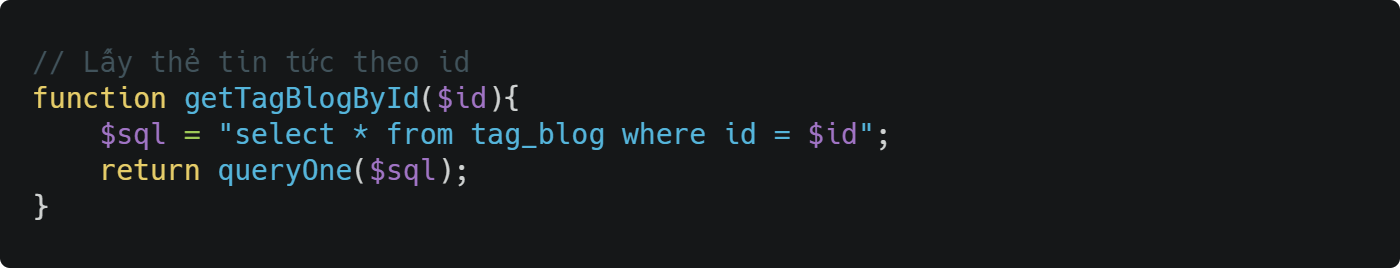 // Lấy thẻ tin tức theo id
function getTagBlogById($id){
    $sql = "select * from tag_blog where id = $id";
    return queryOne($sql);
}